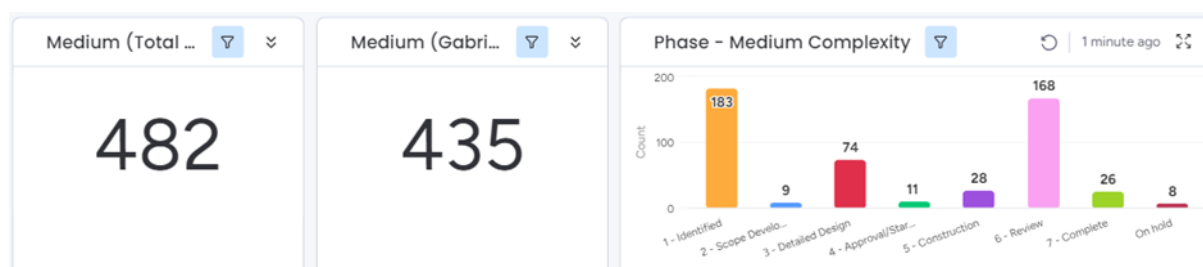 Medium (Total ...
482
Medium (Gabri...
435
Phase - Medium Complexity
1 minute ago
Count
200
100
0
183
9
74
11
28
168
26
8
1 - Identified
2 - Scope Develo...
3 - Detailed Design
4 - Approval/Star...
5 - Construction
6 - Review
7 - Complete
On hold